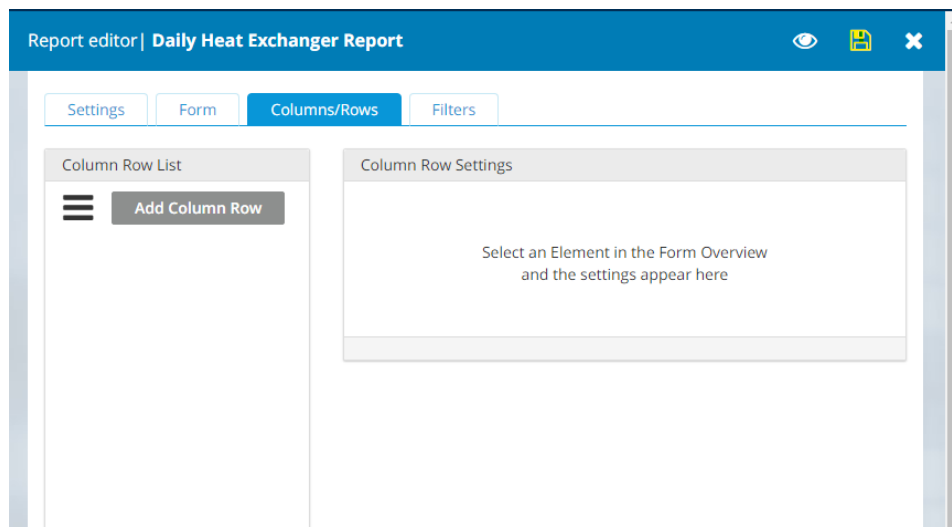 Report editor| Daily Heat Exchanger Report
Settings
Form
Columns/Rows
Filters
Column Row List
Add Column Row
Column Row Settings
Select an Element in the Form Overview
and the settings appear here